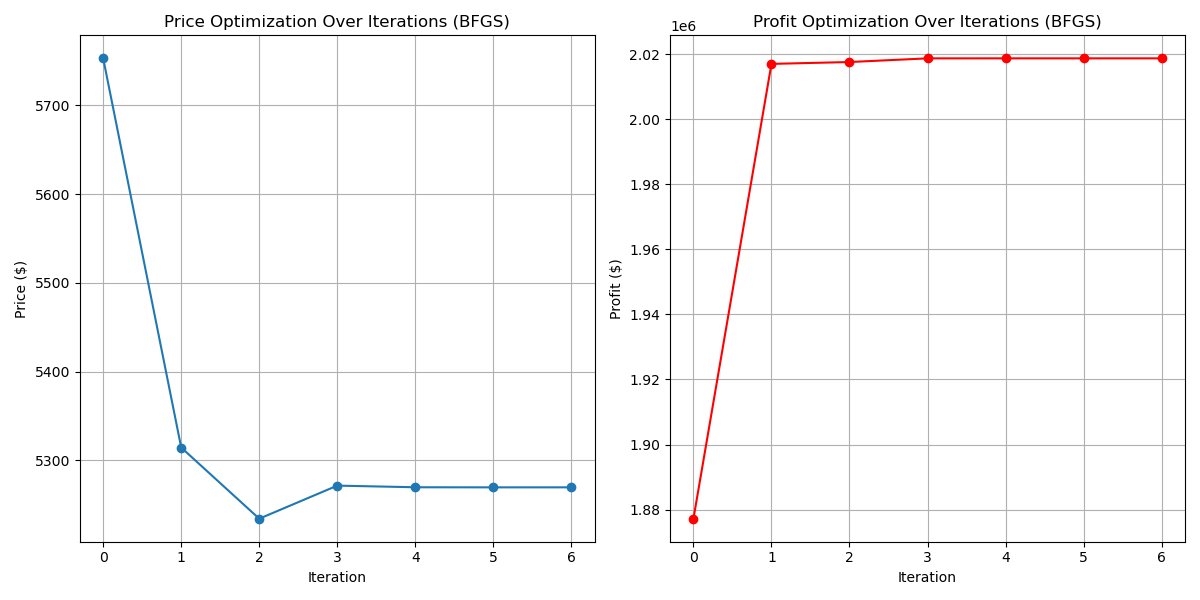 Price Optimization Over Iterations (BFGS)
5700
5600
5500
5400
5300
Price ($)
0 1 2 3 4 5 6
Iteration
Profit Optimization Over Iterations (BFGS)
1e6
2.02
2.00
1.98
1.96
1.94
1.92
1.90
1.88
Profit ($)
0 1 2 3 4 5 6
Iteration